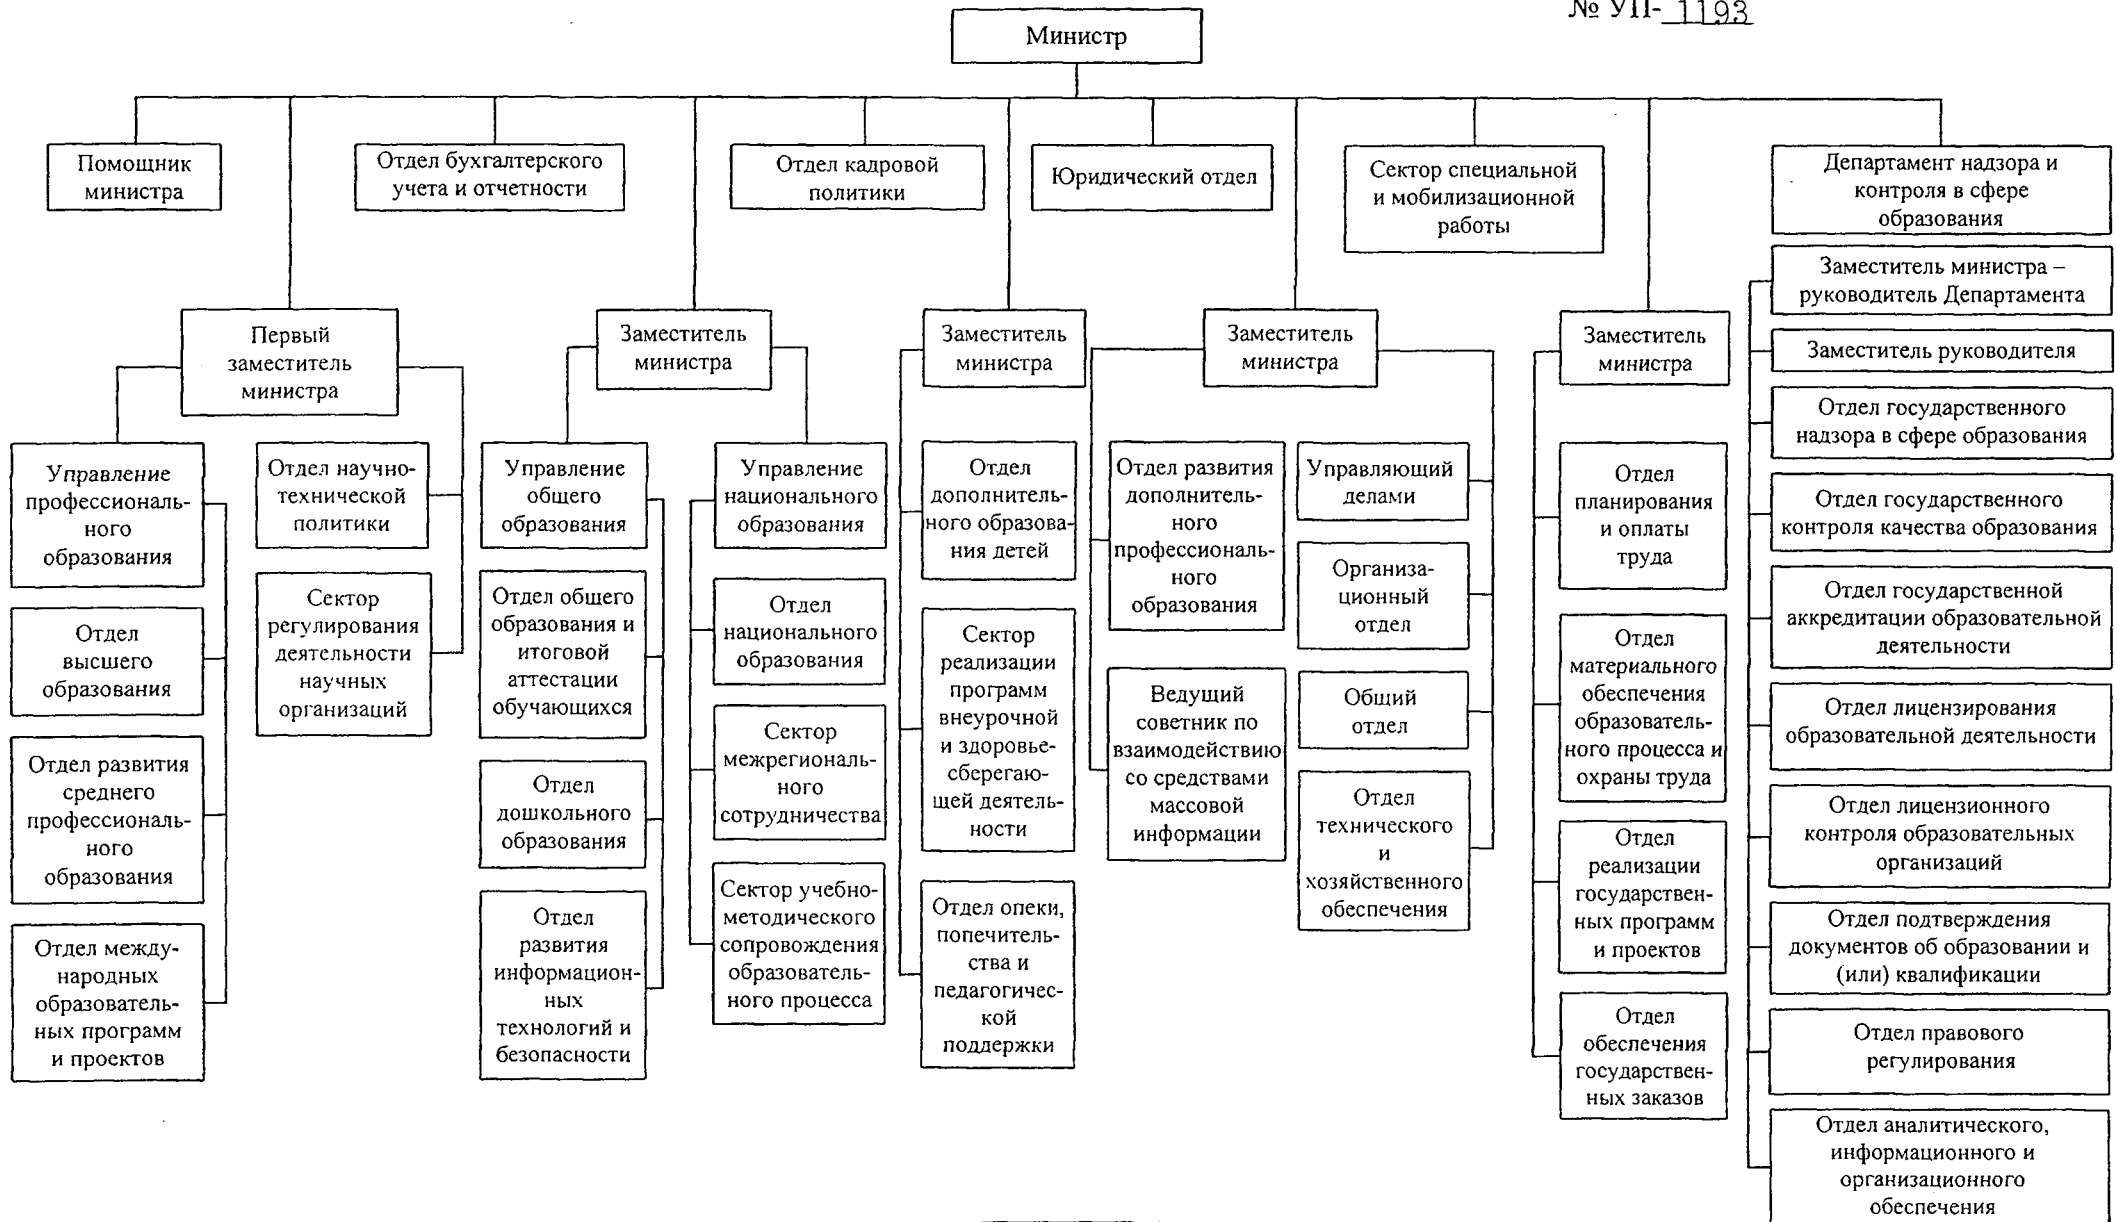 № УП- 1193
Министр
Помощник
министра
Отдел бухгалтерского
учета и отчетности
Отдел кадровой
политики
Юридический отдел
Сектор специальной
и мобилизационной
работы
Департамент надзора и
контроля в сфере
образования
Первый
заместитель
министра
Управление
профессиональ-
ного
образования
Отдел
высшего
образования
Отдел развития
среднего
профессиональ-
ного
образования
Отдел между-
народных
образователь-
ных программ
и проектов
Отдел научно-
технической
политики
Сектор
регулирования
деятельности
научных
организаций
Заместитель
министра
Управление
общего
образования
Отдел общего
образования и
итоговой
аттестации
обучающихся
Отдел
дошкольного
образования
Отдел
развития
информацион-
ных
технологий и
безопасности
Управление
национального
образования
Отдел
национального
образования
Сектор
межрегиональ-
ного
сотрудничества
Сектор учебно-
методического
сопровождения
образователь-
ного процесса
Заместитель
министра
Отдел
дополнитель-
ного образова-
ния детей
Сектор
реализации
программ
внеурочной
и здоровье-
сберегаю-
щей деятель-
ности
Отдел опеки,
попечитель-
ства и
педагогичес-
кой
поддержки
Заместитель
министра
Отдел развития
дополнитель-
ного
профессиональ-
ного
образования
Ведущий
советник по
взаимодействию
со средствами
массовой
информации
Управляющий
делами
Организа-
ционный
отдел
Общий
отдел
Отдел
технического
и
хозяйственного
обеспечения
Заместитель
министра
Отдел
планирования
и оплаты
труда
Отдел
материального
обеспечения
образователь-
ного процесса и
охраны труда
Отдел
реализации
государствен-
ных программ
и проектов
Отдел
обеспечения
государствен-
ных заказов
Заместитель министра –
руководитель Департамента
Заместитель руководителя
Отдел государственного
надзора в сфере образования
Отдел государственного
контроля качества образования
Отдел государственной
аккредитации образовательной
деятельности
Отдел лицензирования
образовательной деятельности
Отдел лицензионного
контроля образовательных
организаций
Отдел подтверждения
документов об образовании и
(или) квалификации
Отдел правового
регулирования
Отдел аналитического,
информационного и
организационного
обеспечения